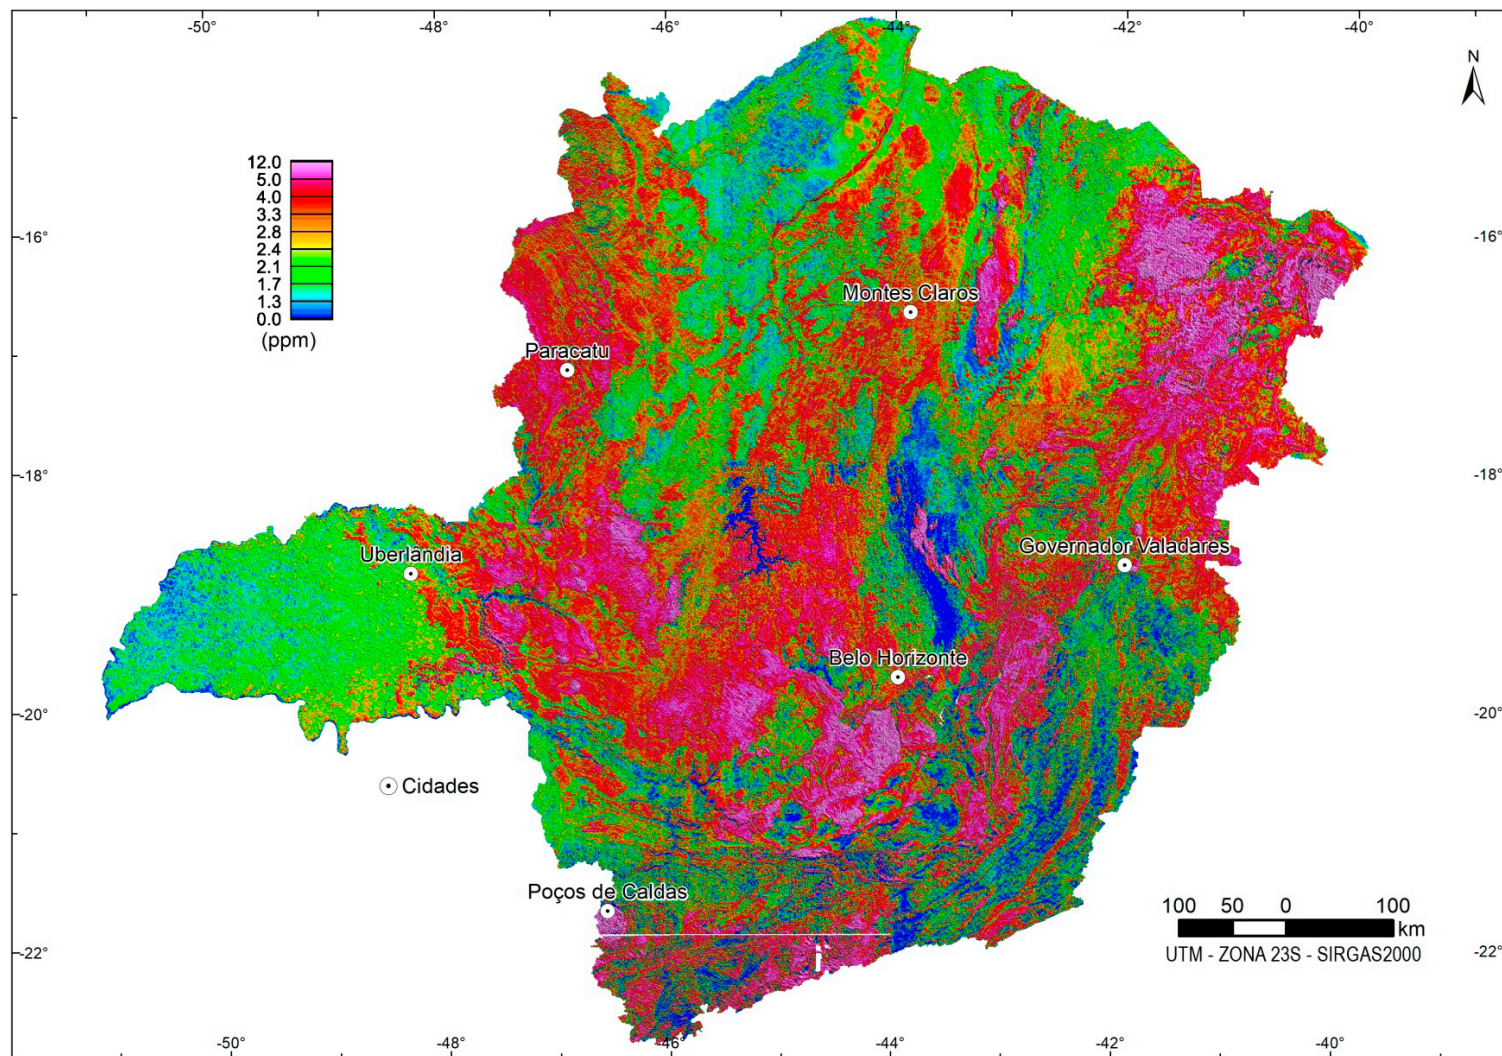 -50° -48° -46° -44° -42° -40°
N
12.0
5.0
4.0
3.3
2.8
2.4
2.1
1.7
1.3
0.0
(ppm)
-16° -16°
Montes Claros
Paracatu
-18° -18°
Governador Valadares
Uberlândia
Belo Horizonte
-20° -20°
Cidades
Poços de Caldas
100 50 0 100
km
UTM - ZONA 23S - SIRGAS2000
-22° -22°
-50° -48° -46° -44° -42° -40°